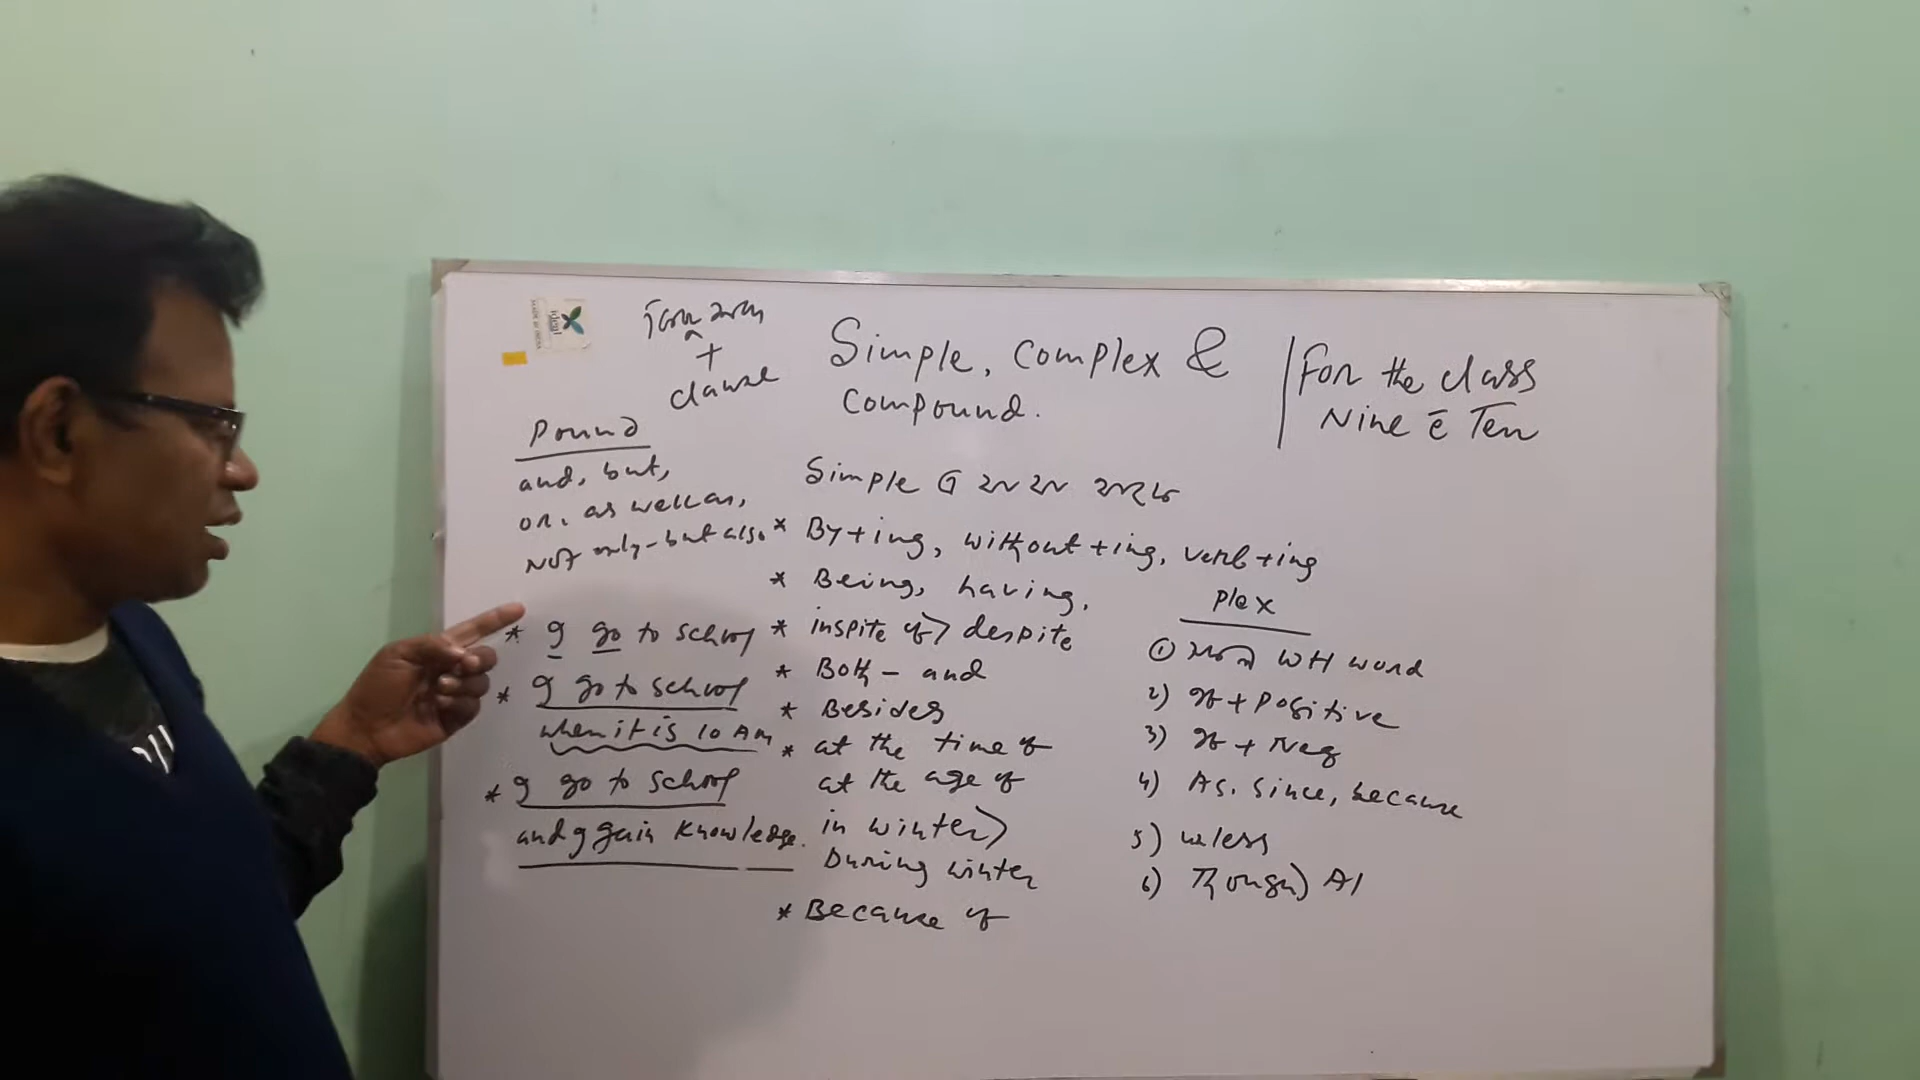 ideal
+
clause
Simple, complex &
compound.
For the class
Nine ē Ten
Pound
and, but,
or, as well as,
Not only - but also
* I go to school
* I go to school
when it is 10 AM
* I go to school
and I gain knowledge.
Simple এ
* By + ing, without + ing, verb + ing
* Being, having,
* inspite of > despite
* Both - and
* Besides
* at the time of
at the age of
in winter >
During winter
* Because of
plex
1) WH word
2) If + Positive
3) If + Neg
4) As. Since, because
5) unless
6) Though) Al